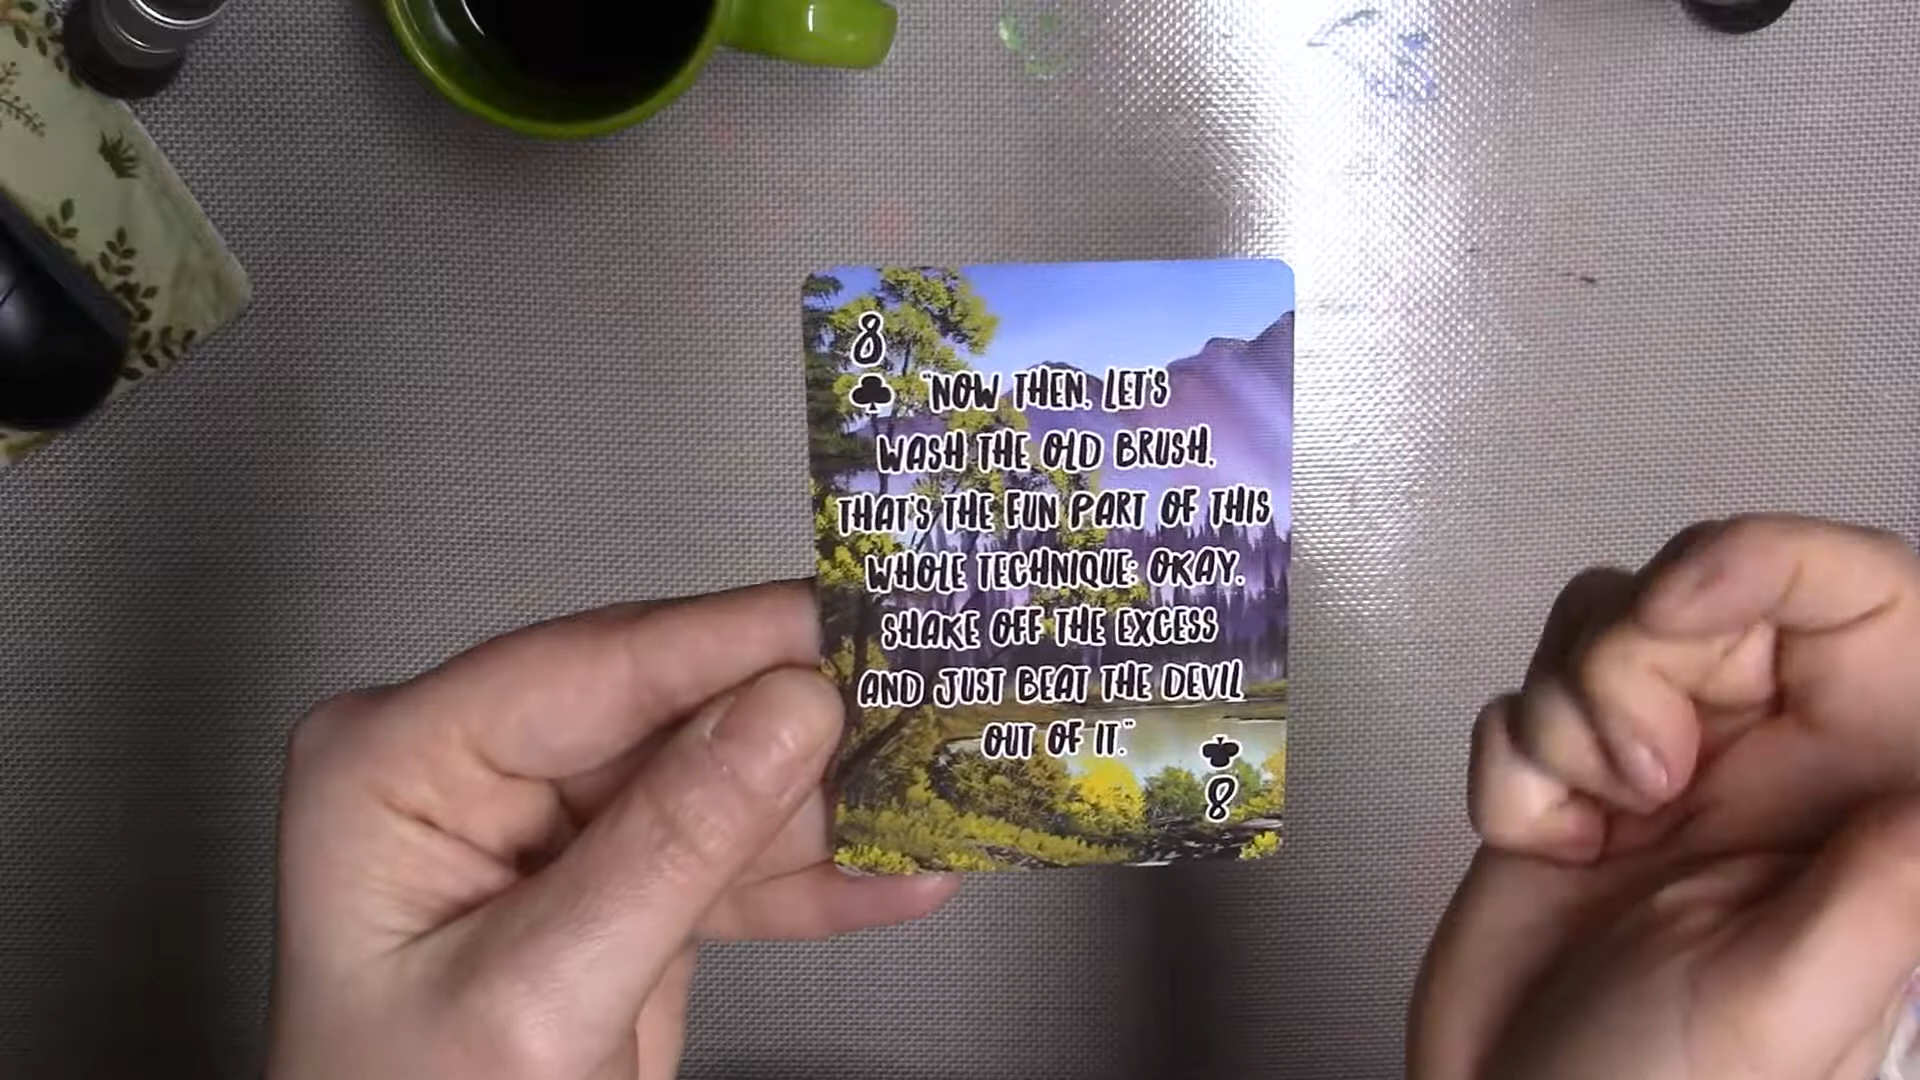 8
"NOW THEN, LET'S
WASH THE OLD BRUSH.
THAT'S THE FUN PART OF THIS
WHOLE TECHNIQUE: OKAY.
SHAKE OFF THE EXCESS
AND JUST BEAT THE DEVIL
OUT OF IT."
8